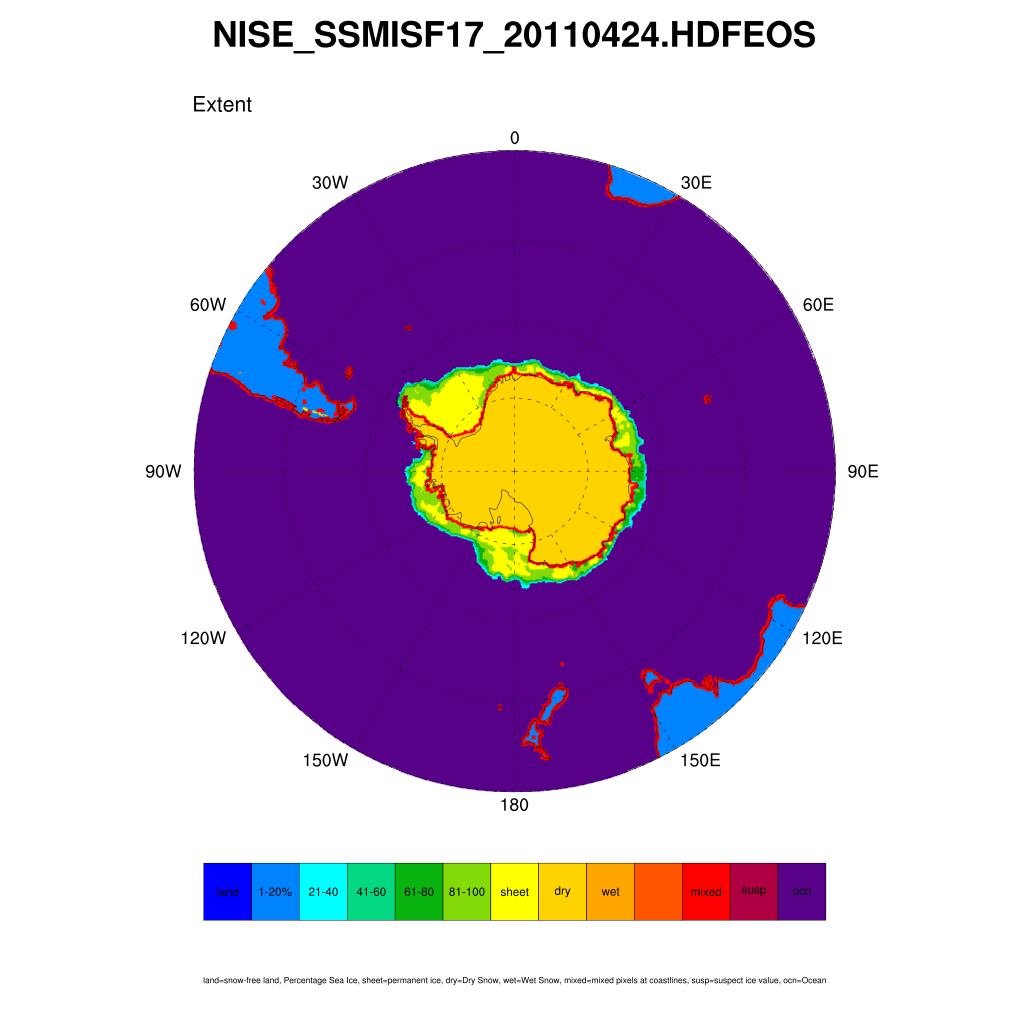 NISE_SSMISF17_20110424.HDFEOS
Extent
0
30W
30E
60W
60E
90W
90E
120W
120E
150W
150E
180
land 1-20% 21-40 41-60 61-80 81-100 sheet dry wet mixed susp ocn
land=snow-free land, Percentage Sea Ice, sheet=permanent ice, dry=Dry Snow, wet=Wet Snow, mixed=mixed pixels at coastlines, susp=suspect ice value, ocn=Ocean